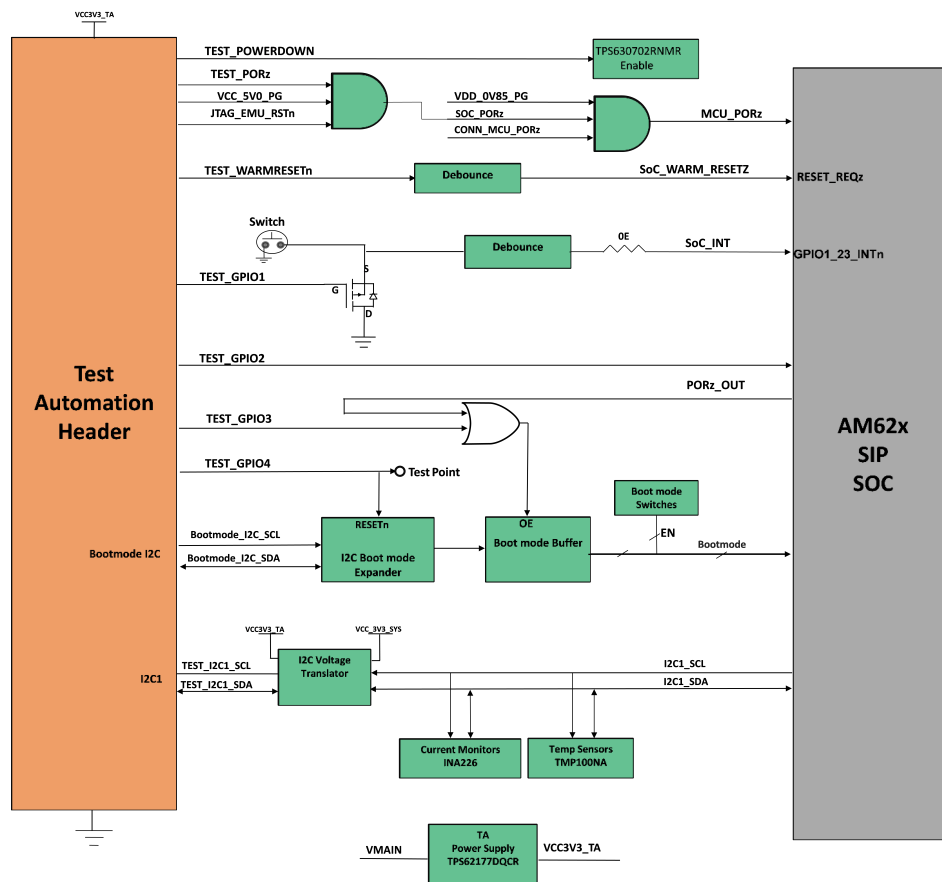 VCC3V3_TA
TEST_POWERDOWN
TPS630702RNMR
Enable
TEST_PORz
VCC_5V0_PG
JTAG_EMU_RSTn
VDD_0V85_PG
SOC_PORz
CONN_MCU_PORz
MCU_PORz
TEST_WARMRESETn
Debounce
SoC_WARM_RESETZ
RESET_REQz
Switch
Debounce
0E
SoC_INT
GPIO1_23_INTn
S
TEST_GPIO1
G
D
TEST_GPIO2
PORz_OUT
Test
Automation
Header
TEST_GPIO3
AM62x
SIP
SOC
TEST_GPIO4
Test Point
Boot mode
Switches
RESETn
I2C Boot mode
Expander
OE
Boot mode Buffer
EN
Bootmode
Bootmode_I2C_SCL
Bootmode I2C
Bootmode_I2C_SDA
VCC3V3_TA
VCC_3V3_SYS
I2C Voltage
Translator
TEST_I2C1_SCL
I2C1
TEST_I2C1_SDA
I2C1_SCL
I2C1_SDA
Current Monitors
INA226
Temp Sensors
TMP100NA
VMAIN
TA
Power Supply
TPS62177DQCR
VCC3V3_TA